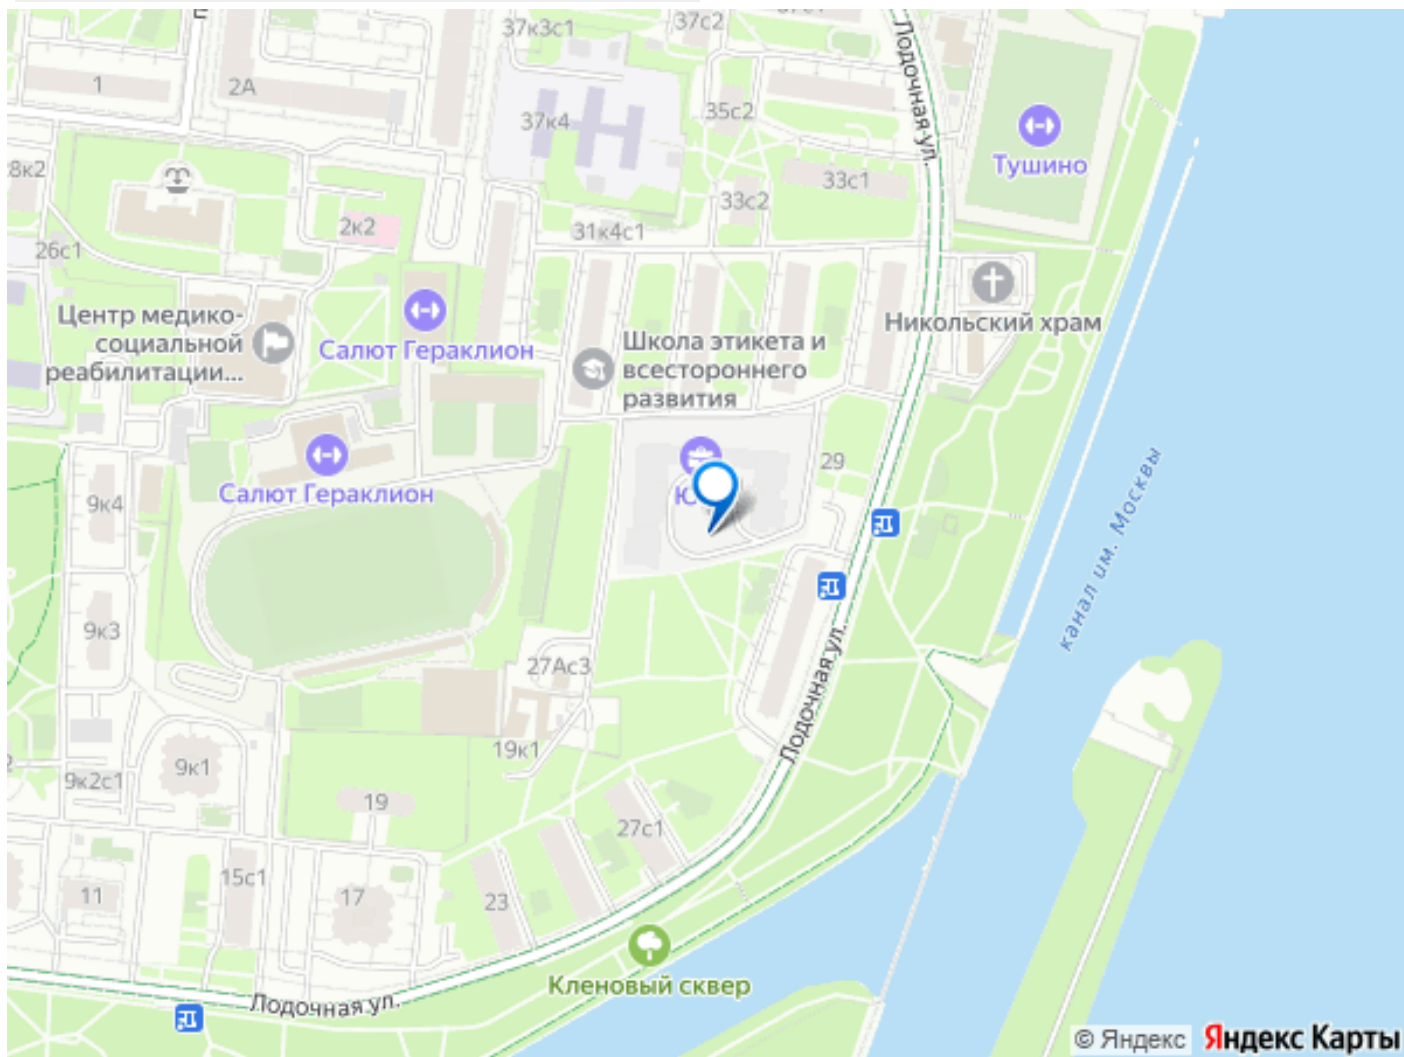 37к3с1
37с2
1
2А
37к4
35с2
Лодочная ул.
Тушино
28к2
33с1
33с2
2к2
31к4с1
26с1
Никольский храм
Центр медико-
социальной
реабилитации...
Салют Гераклион
Школа этикета и
всестороннего
развития
29
Салют Гераклион
9к4
канал им. Москвы
9к3
27Ас3
Лодочная ул.
19к1
9к1
9к2с1
19
27с1
15с1
11
17
23
Кленовый сквер
Лодочная ул.
© Яндекс Яндекс Карты